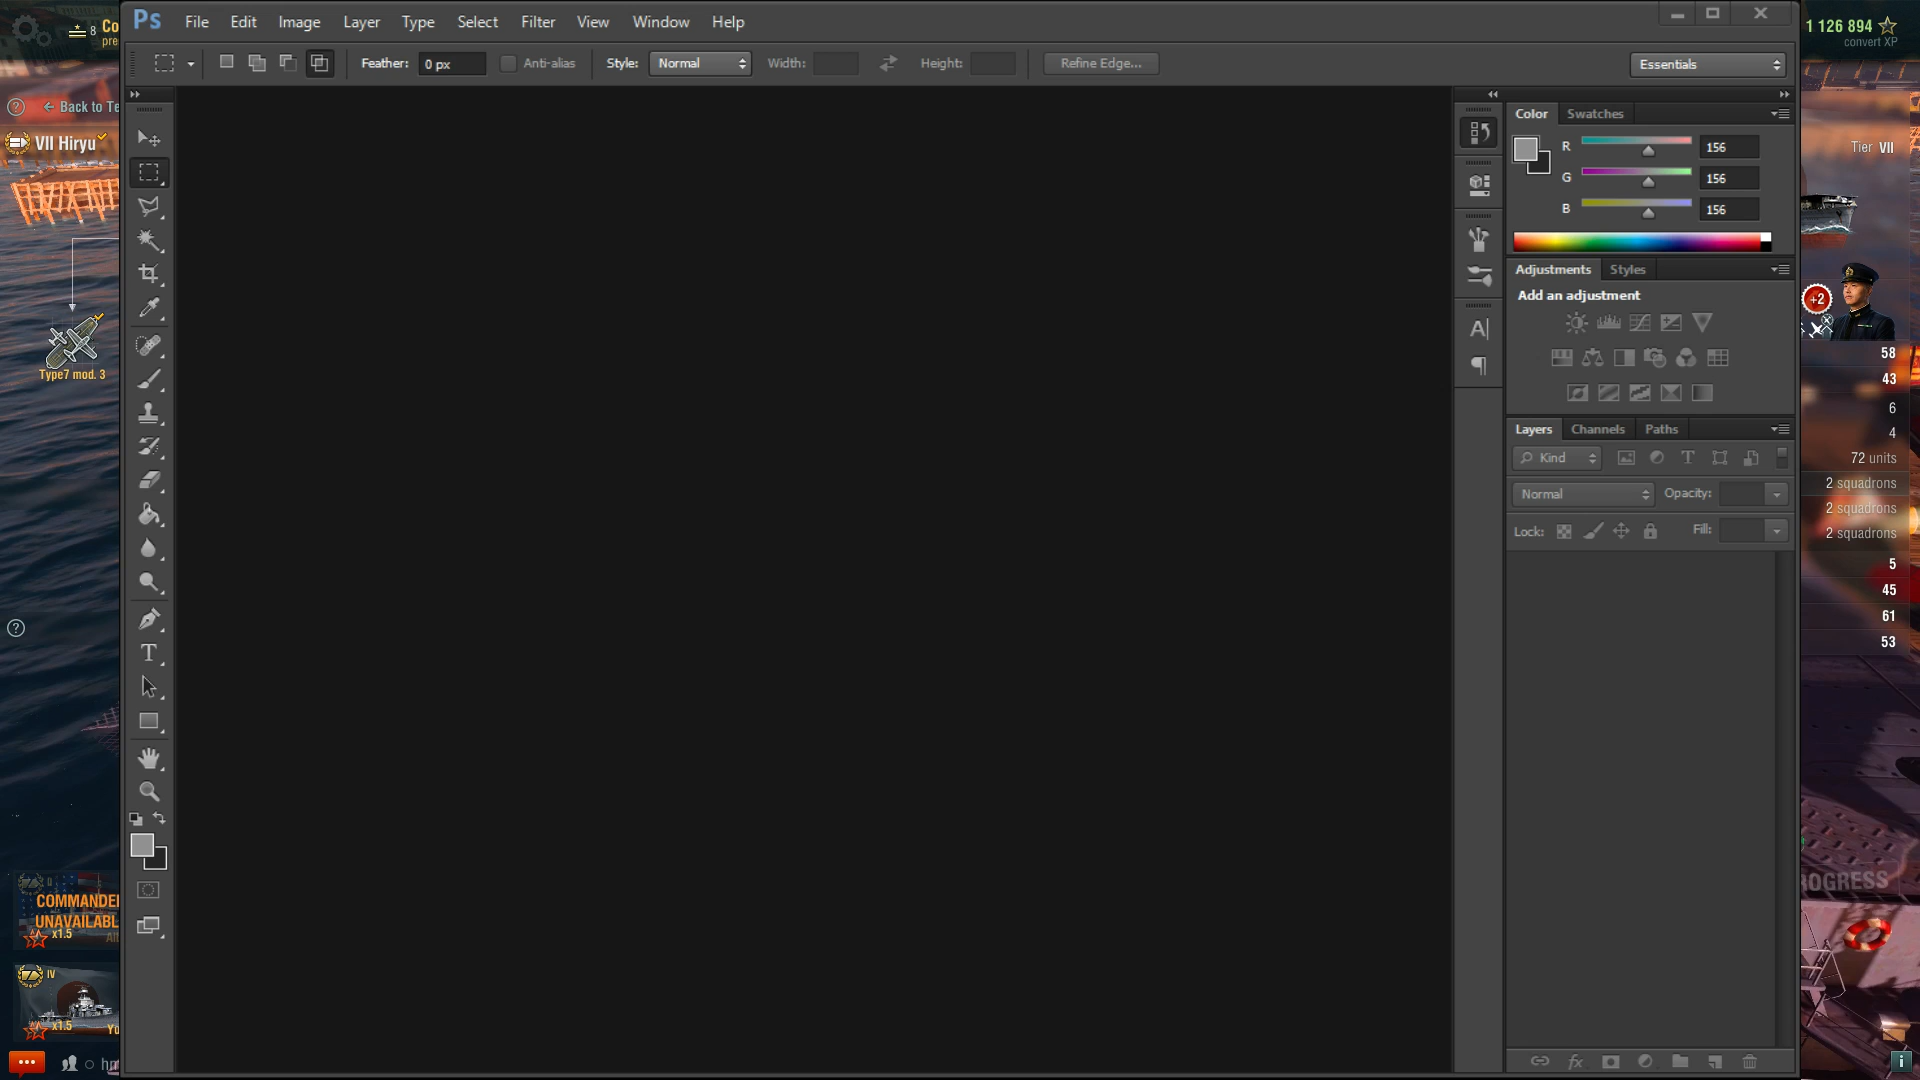 Ps File Edit Image Layer Type Select Filter View Window Help
Feather: 0 px Anti-alias Style: Normal Width: Height: Refine Edge... Essentials
8
1 126 894
convert XP
Back to
VII Hiryu
Type7 mod. 3
Color Swatches
R 156
G 156
B 156
Adjustments Styles
Add an adjustment
Layers Channels Paths
Kind
Normal Opacity:
Lock: Fill:
Tier VII
+2
58
43
6
4
72 units
2 squadrons
2 squadrons
2 squadrons
5
45
61
53
II
COMMANDE
UNAVAILABL
x1.5
IV
x1.5
OGRESS